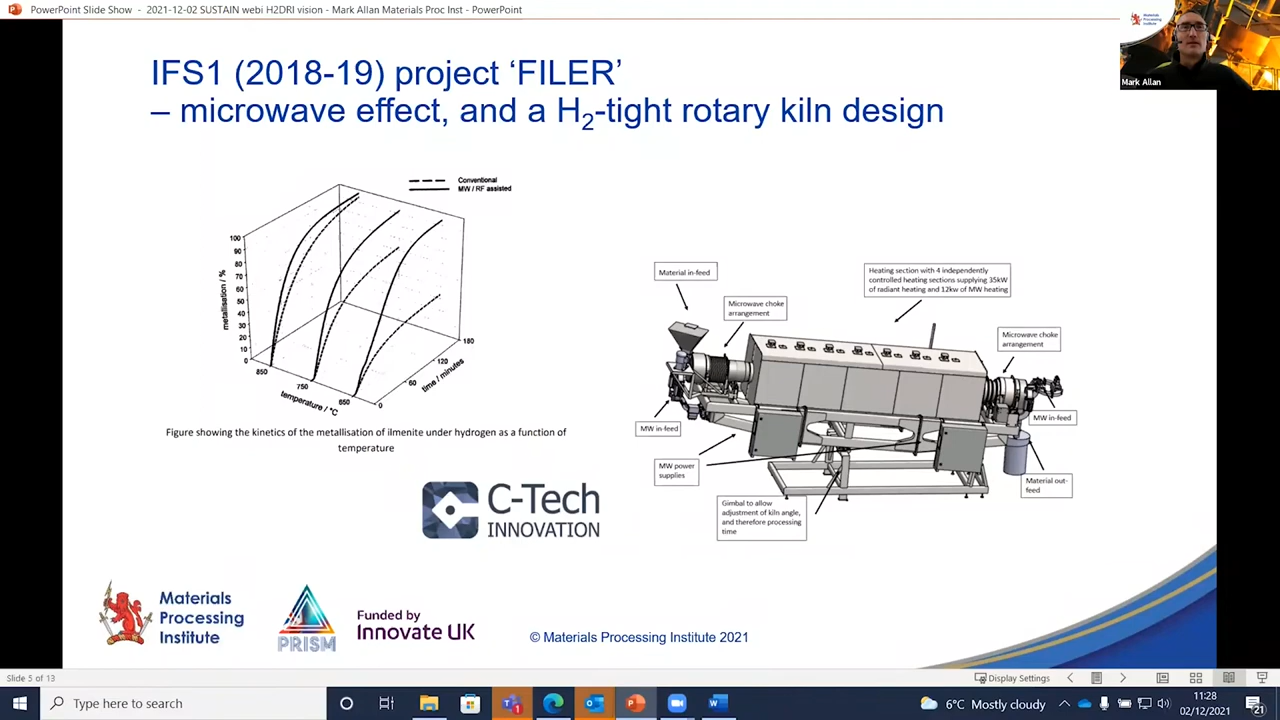 PowerPoint Slide Show - 2021-12-02 SUSTAIN webi H2DRI vision - Mark Allan Materials Proc Inst - PowerPoint
Materials
Processing
Institute
Mark Allan
IFS1 (2018-19) project ‘FILER’
– microwave effect, and a H2-tight rotary kiln design
Conventional
MW / RF assisted
100
90
80
70
60
50
40
30
20
10
0
metallisation / %
850
750
650
temperature / °C
0
60
120
180
time / minutes
Figure showing the kinetics of the metallisation of ilmenite under hydrogen as a function of
temperature
Material in-feed
Microwave choke
arrangement
Heating section with 4 independently
controlled heating sections supplying 35kW
of radiant heating and 12kw of MW heating
Microwave choke
arrangement
MW in-feed
MW in-feed
MW power
supplies
Material out-
feed
Gimbal to allow
adjustment of kiln angle,
and therefore processing
time
C-Tech
INNOVATION
Materials
Processing
Institute
PRISM
Funded by
Innovate UK
© Materials Processing Institute 2021
Slide 5 of 13
Display Settings
Type here to search
1
6°C Mostly cloudy
11:28
02/12/2021
21